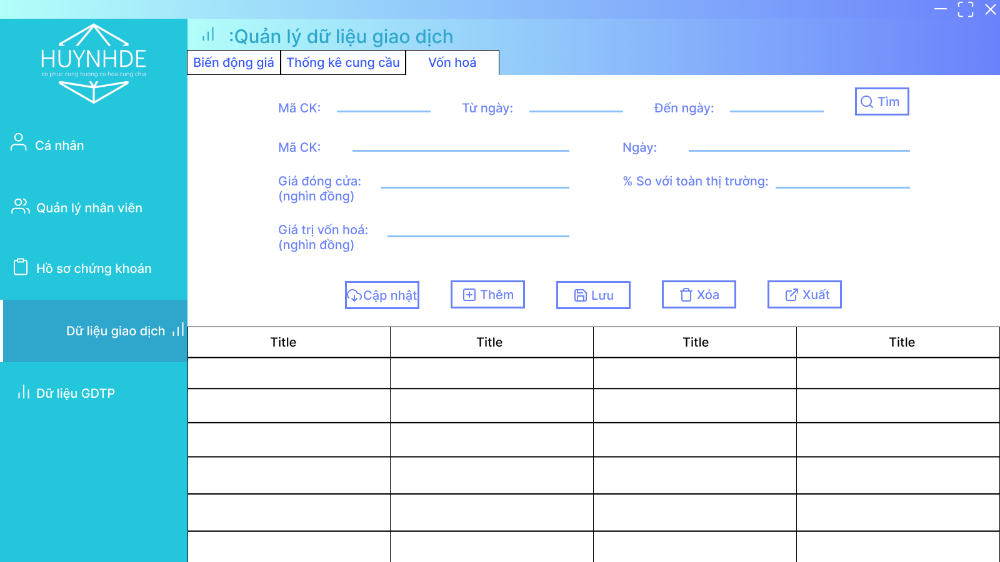 HUYNHDE
co phuc cung huong co hoa cung chia
Cá nhân
Quản lý nhân viên
Hồ sơ chứng khoán
Dữ liệu giao dịch
Dữ liệu GDTP
:Quản lý dữ liệu giao dịch
Biến động giá Thống kê cung cầu Vốn hoá
Mã CK: Từ ngày: Đến ngày: Tìm
Mã CK: Ngày:
Giá đóng cửa: % So với toàn thị trường:
(nghìn đồng)
Giá trị vốn hoá:
(nghìn đồng)
Cập nhật Thêm Lưu Xóa Xuất
Title Title Title Title